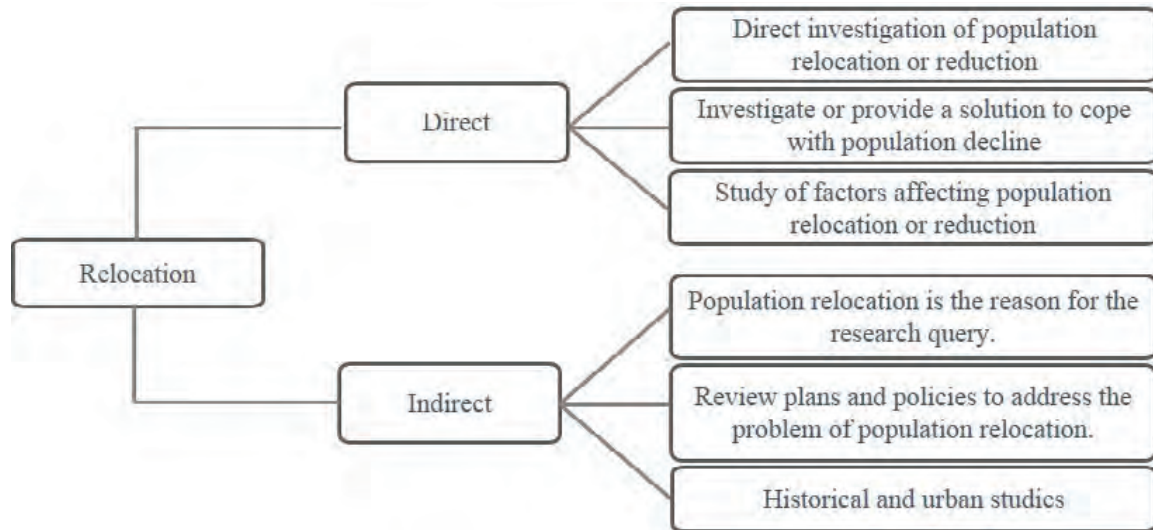 Direct investigation of population
relocation or reduction
Direct
Investigate or provide a solution to cope
with population decline
Study of factors affecting population
relocation or reduction
Relocation
Population relocation is the reason for the
research query.
Indirect
Review plans and policies to address the
problem of population relocation.
Historical and urban studies